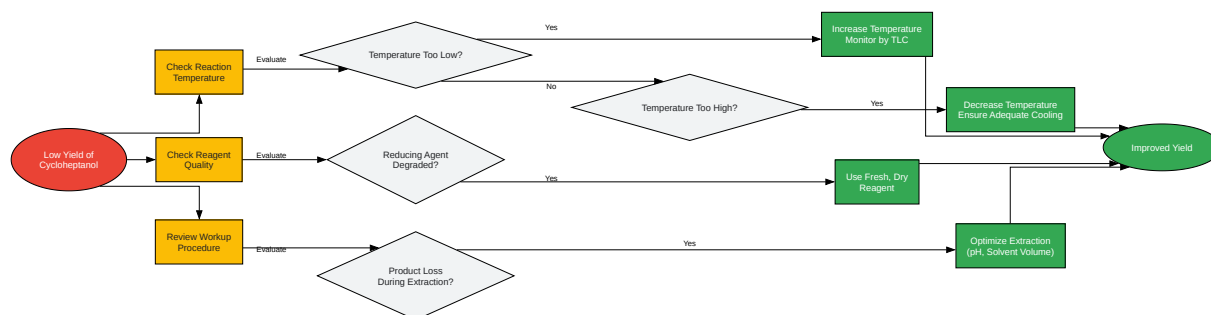 Yes
Increase Temperature
Monitor by TLC
Temperature Too Low?
Evaluate
Check Reaction
Temperature
No
Temperature Too High?
Yes
Decrease Temperature
Ensure Adequate Cooling
Low Yield of
Cycloheptanol
Check Reagent
Quality
Evaluate
Reducing Agent
Degraded?
Yes
Use Fresh, Dry
Reagent
Improved Yield
Review Workup
Procedure
Evaluate
Product Loss
During Extraction?
Yes
Optimize Extraction
(pH, Solvent Volume)